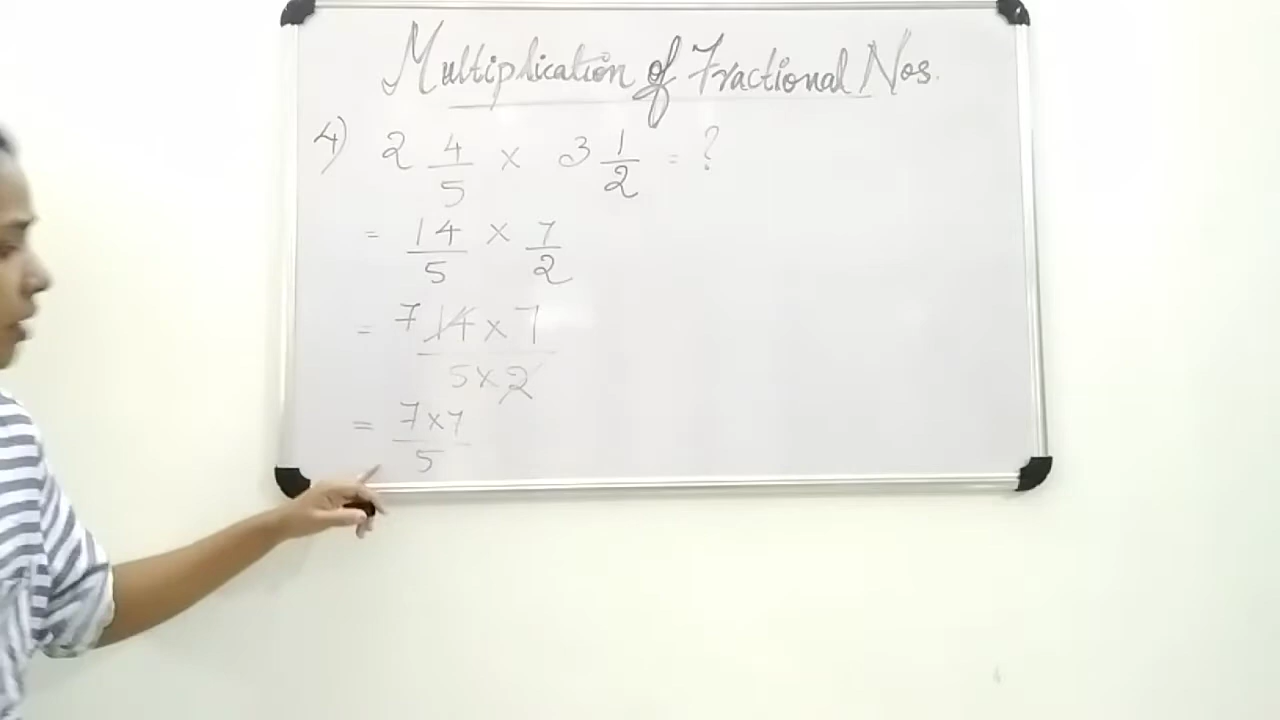 Multiplication of Fractional Nos.
4) 2 4/5 × 3 1/2 = ?
= 14/5 × 7/2
= 7 14 × 7 / 5 × 2
= 7 × 7 / 5